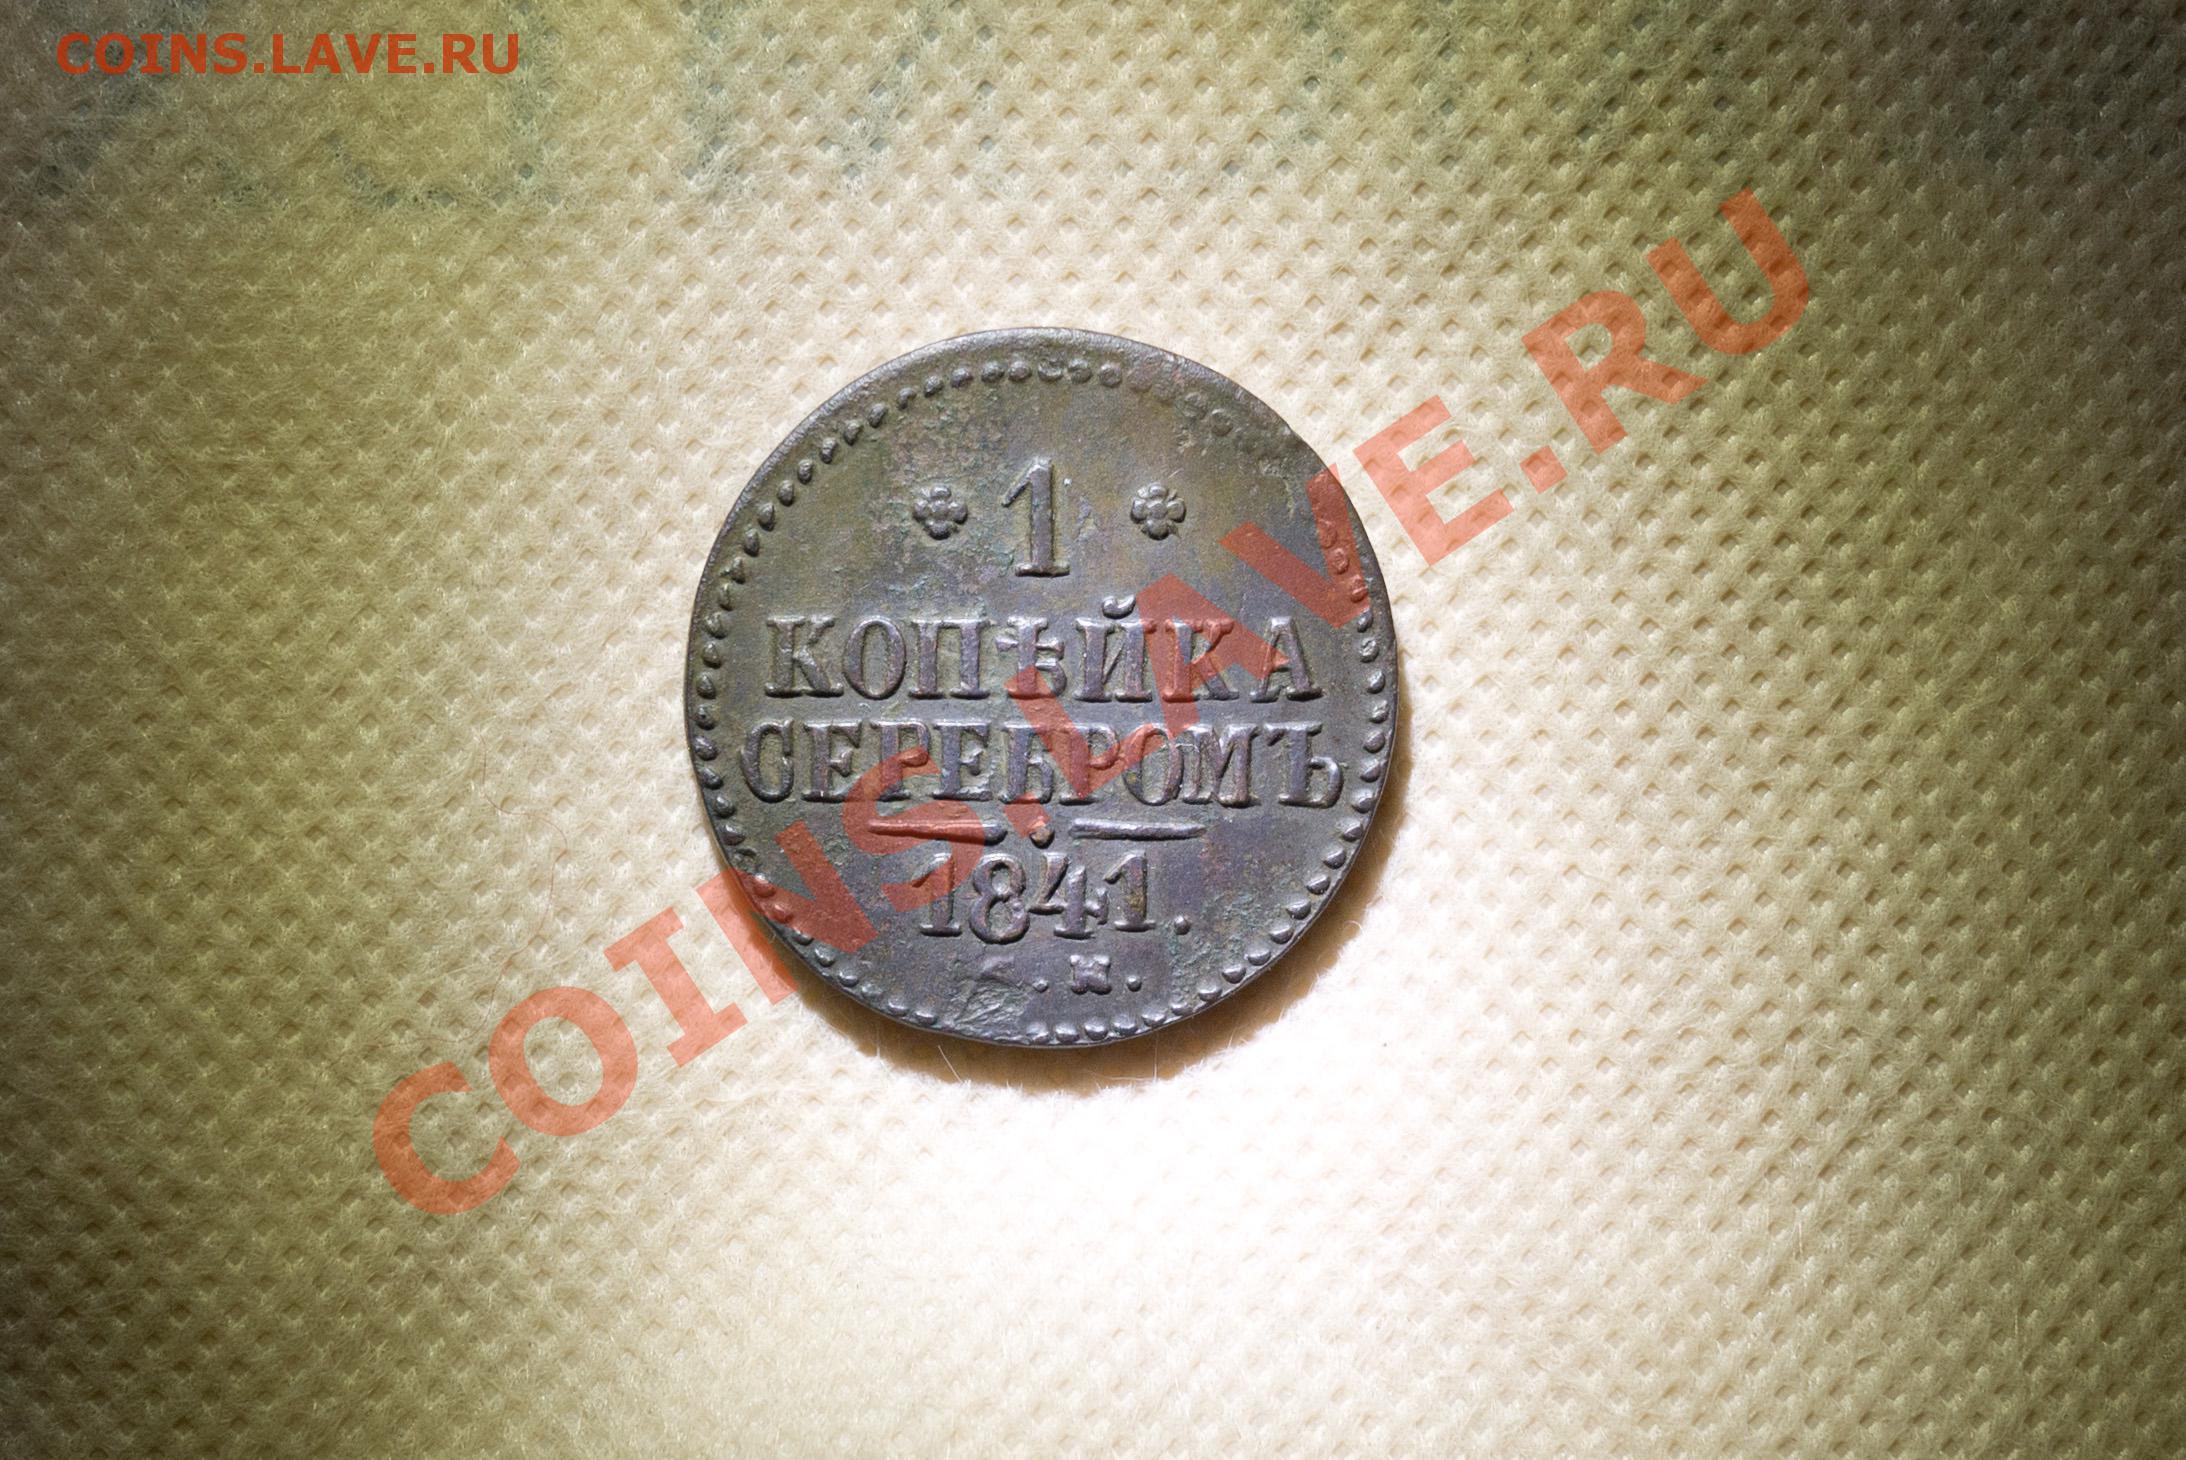 COINS.LAVE.RU
1
КОПѢЙКА
СЕРЕБРОМЪ
1841.
.М.
COINS.LAVE.RU